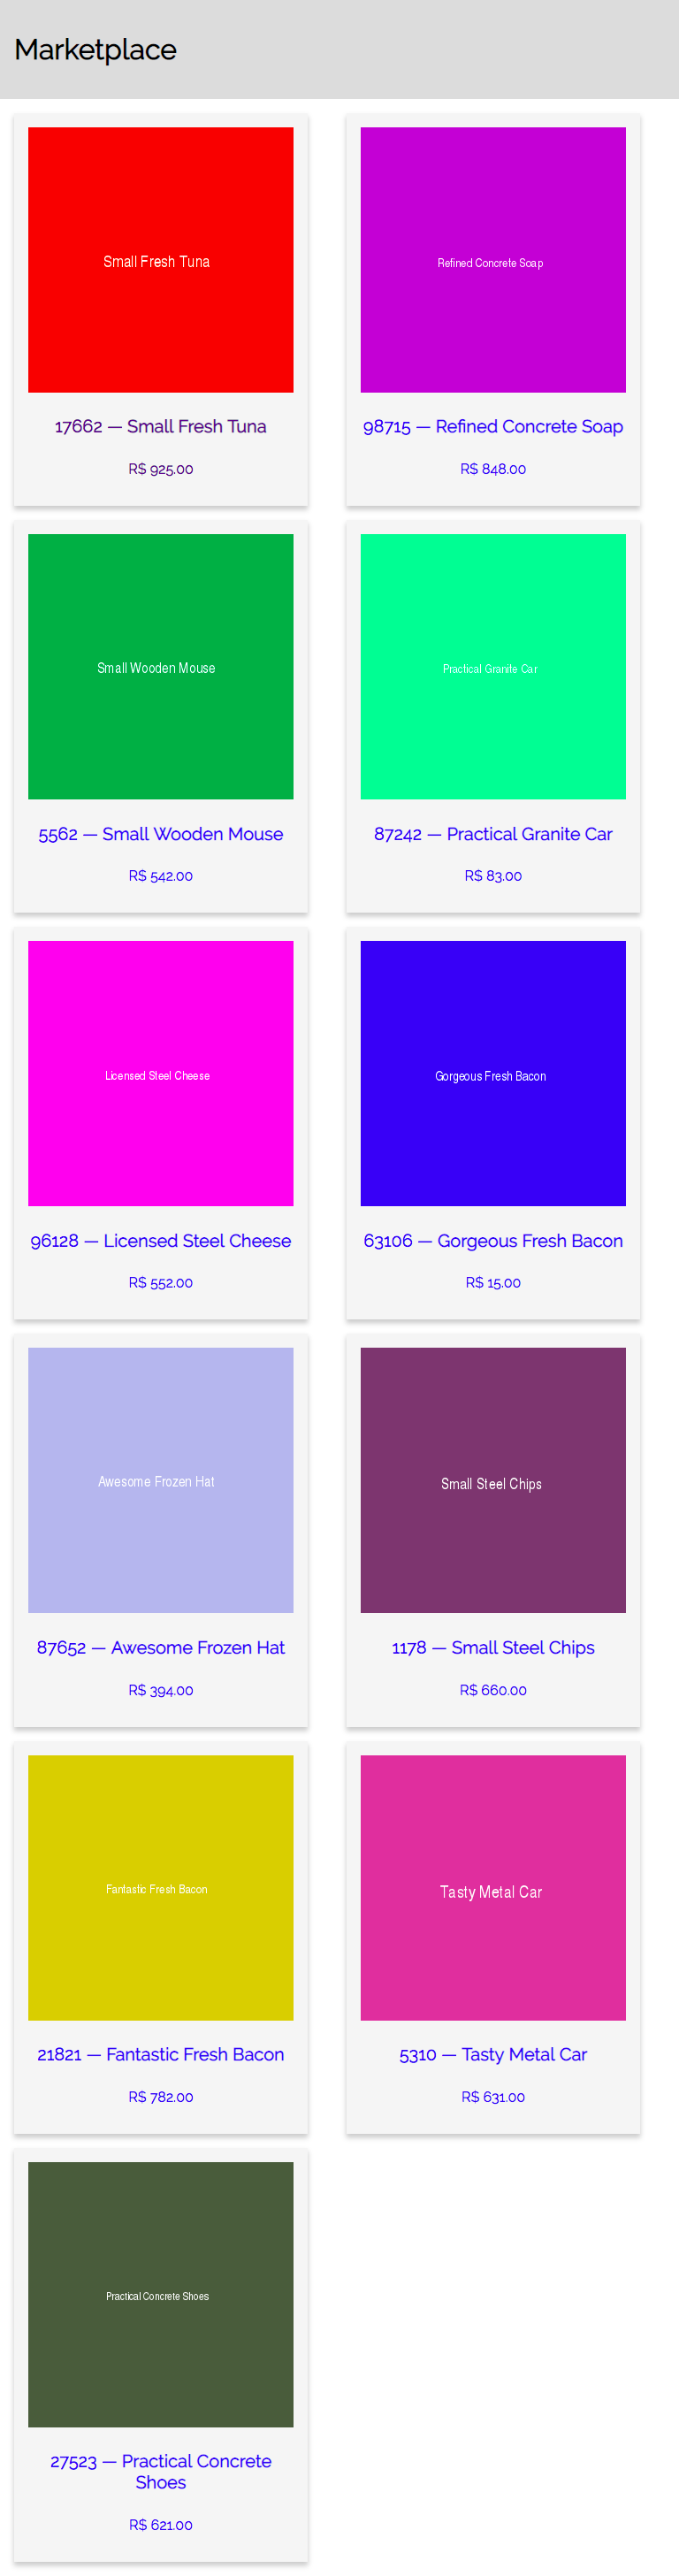 Marketplace
Small Fresh Tuna
17662 — Small Fresh Tuna
R$ 925.00
Refined Concrete Soap
98715 — Refined Concrete Soap
R$ 848.00
Small Wooden Mouse
5562 — Small Wooden Mouse
R$ 542.00
Practical Granite Car
87242 — Practical Granite Car
R$ 83.00
Licensed Steel Cheese
96128 — Licensed Steel Cheese
R$ 552.00
Gorgeous Fresh Bacon
63106 — Gorgeous Fresh Bacon
R$ 15.00
Awesome Frozen Hat
87652 — Awesome Frozen Hat
R$ 394.00
Small Steel Chips
1178 — Small Steel Chips
R$ 660.00
Fantastic Fresh Bacon
21821 — Fantastic Fresh Bacon
R$ 782.00
Tasty Metal Car
5310 — Tasty Metal Car
R$ 631.00
Practical Concrete Shoes
27523 — Practical Concrete
Shoes
R$ 621.00